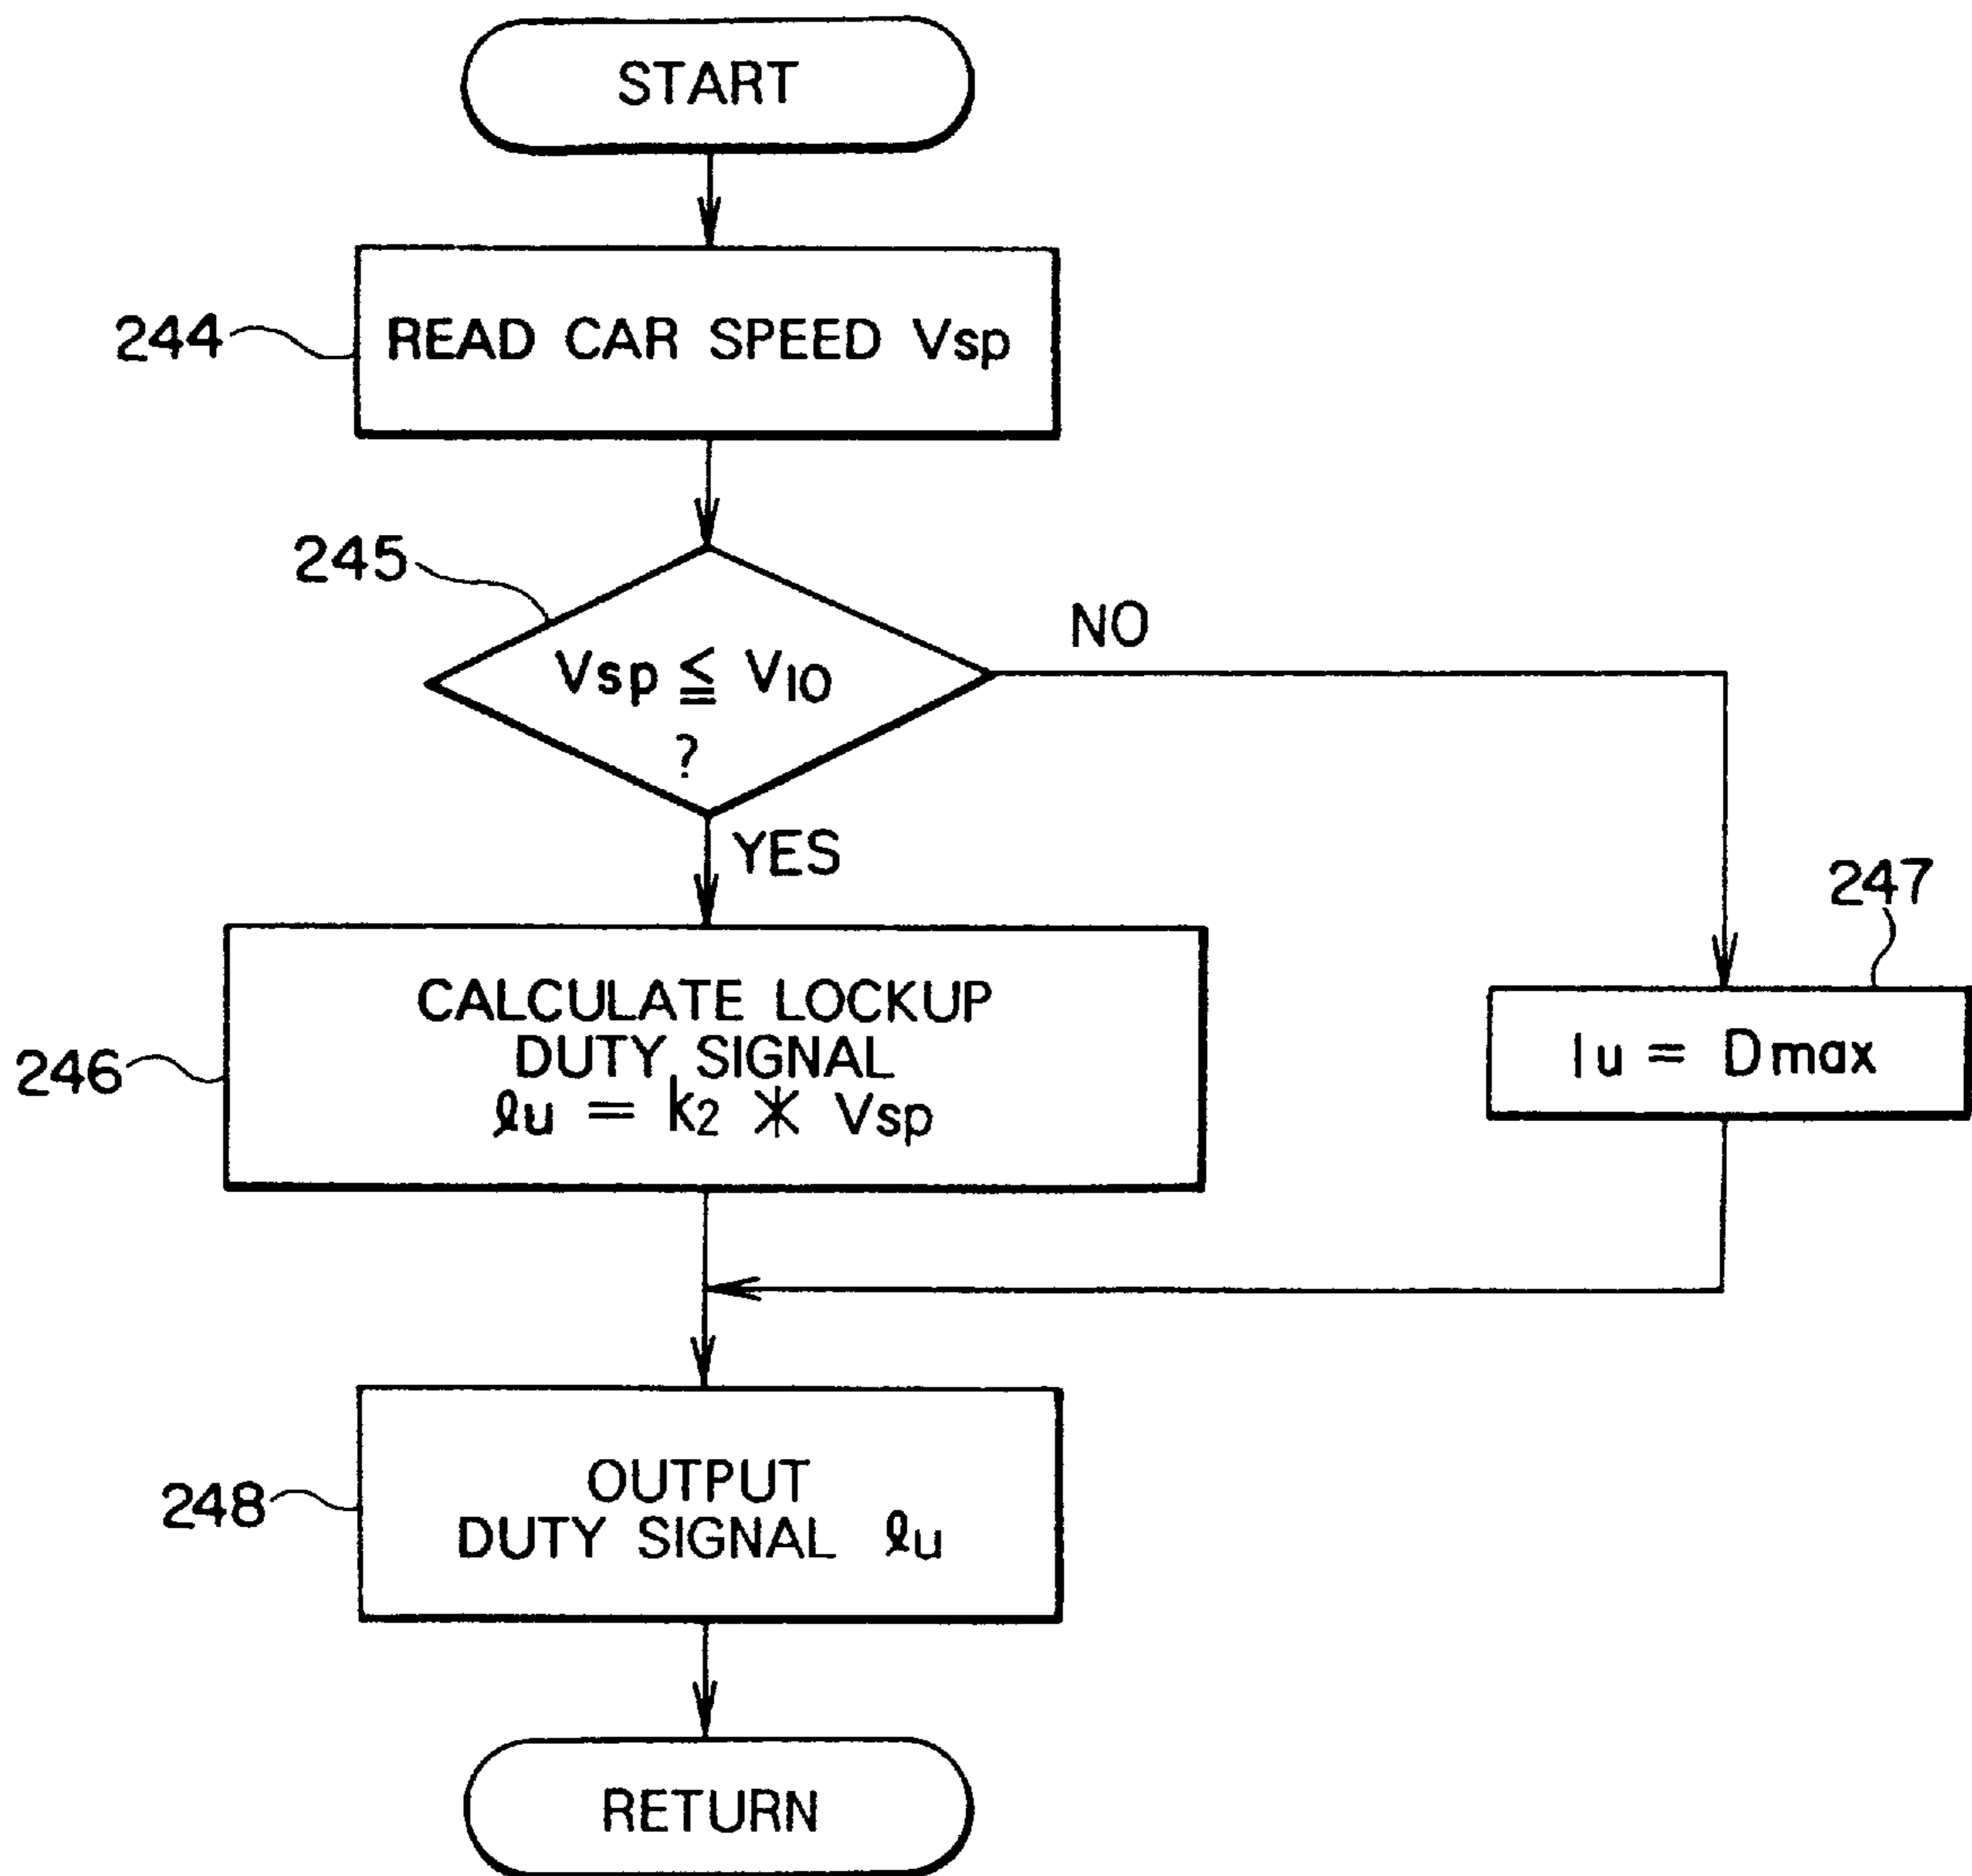 START
244
READ CAR SPEED Vsp
245
Vsp ≦ V10
?
NO
YES
247
246
CALCULATE LOCKUP
DUTY SIGNAL
ℓu = k2 * Vsp
lu = Dmax
248
OUTPUT
DUTY SIGNAL ℓu
RETURN